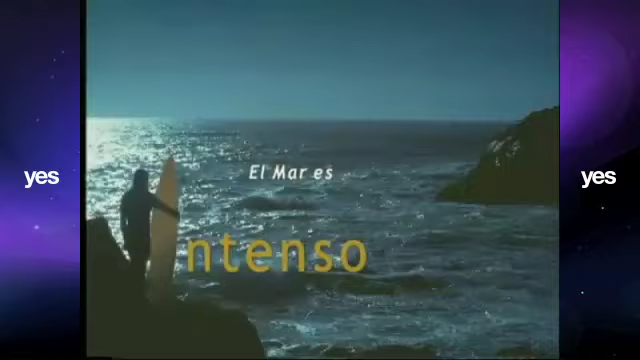 El Mar es
yes
yes
ntenso